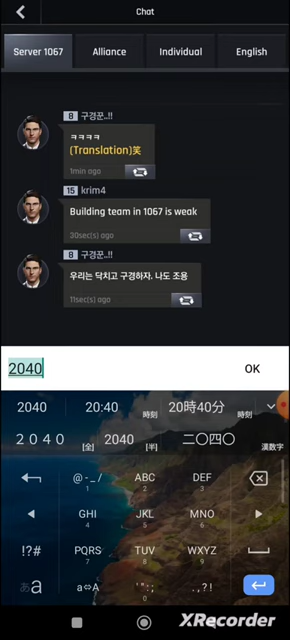 Chat
Server 1067
Alliance
Individual
English
0 구경꾼..!!
ㅋㅋㅋㅋ
(Translation)笑
1min ago
15 krim4
Building team in 1067 is weak
30sec(s) ago
0 구경꾼..!!
우리는 닥치고 구경하자. 나도 조용
11sec(s) ago
2040
OK
2040 20:40 時刻 20時40分 時刻
２０４０ [全] 2040 [半] 二〇四〇 漢数字
@-_/ ABC DEF
1 2 3
GHI JKL MNO
4 5 6
!?# PQRS TUV WXYZ
7 8 9
あa a⇔A '":; .,?!
0
XRecorder